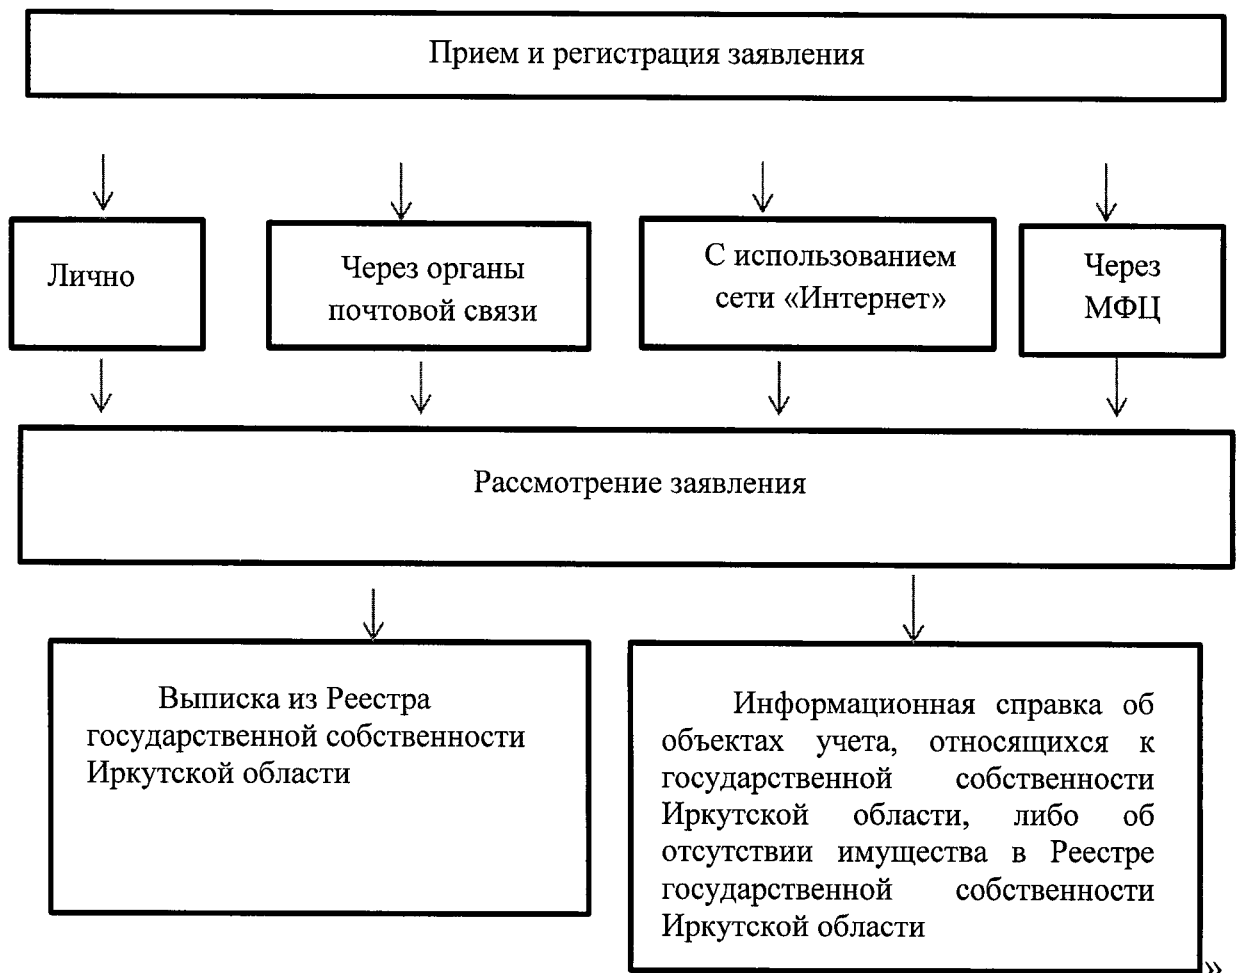 Прием и регистрация заявления
Лично
Через органы
почтовой связи
С использованием
сети «Интернет»
Через
МФЦ
Рассмотрение заявления
Выписка из Реестра
государственной собственности
Иркутской области
Информационная справка об
объектах учета, относящихся к
государственной собственности
Иркутской области, либо об
отсутствии имущества в Реестре
государственной собственности
Иркутской области
»